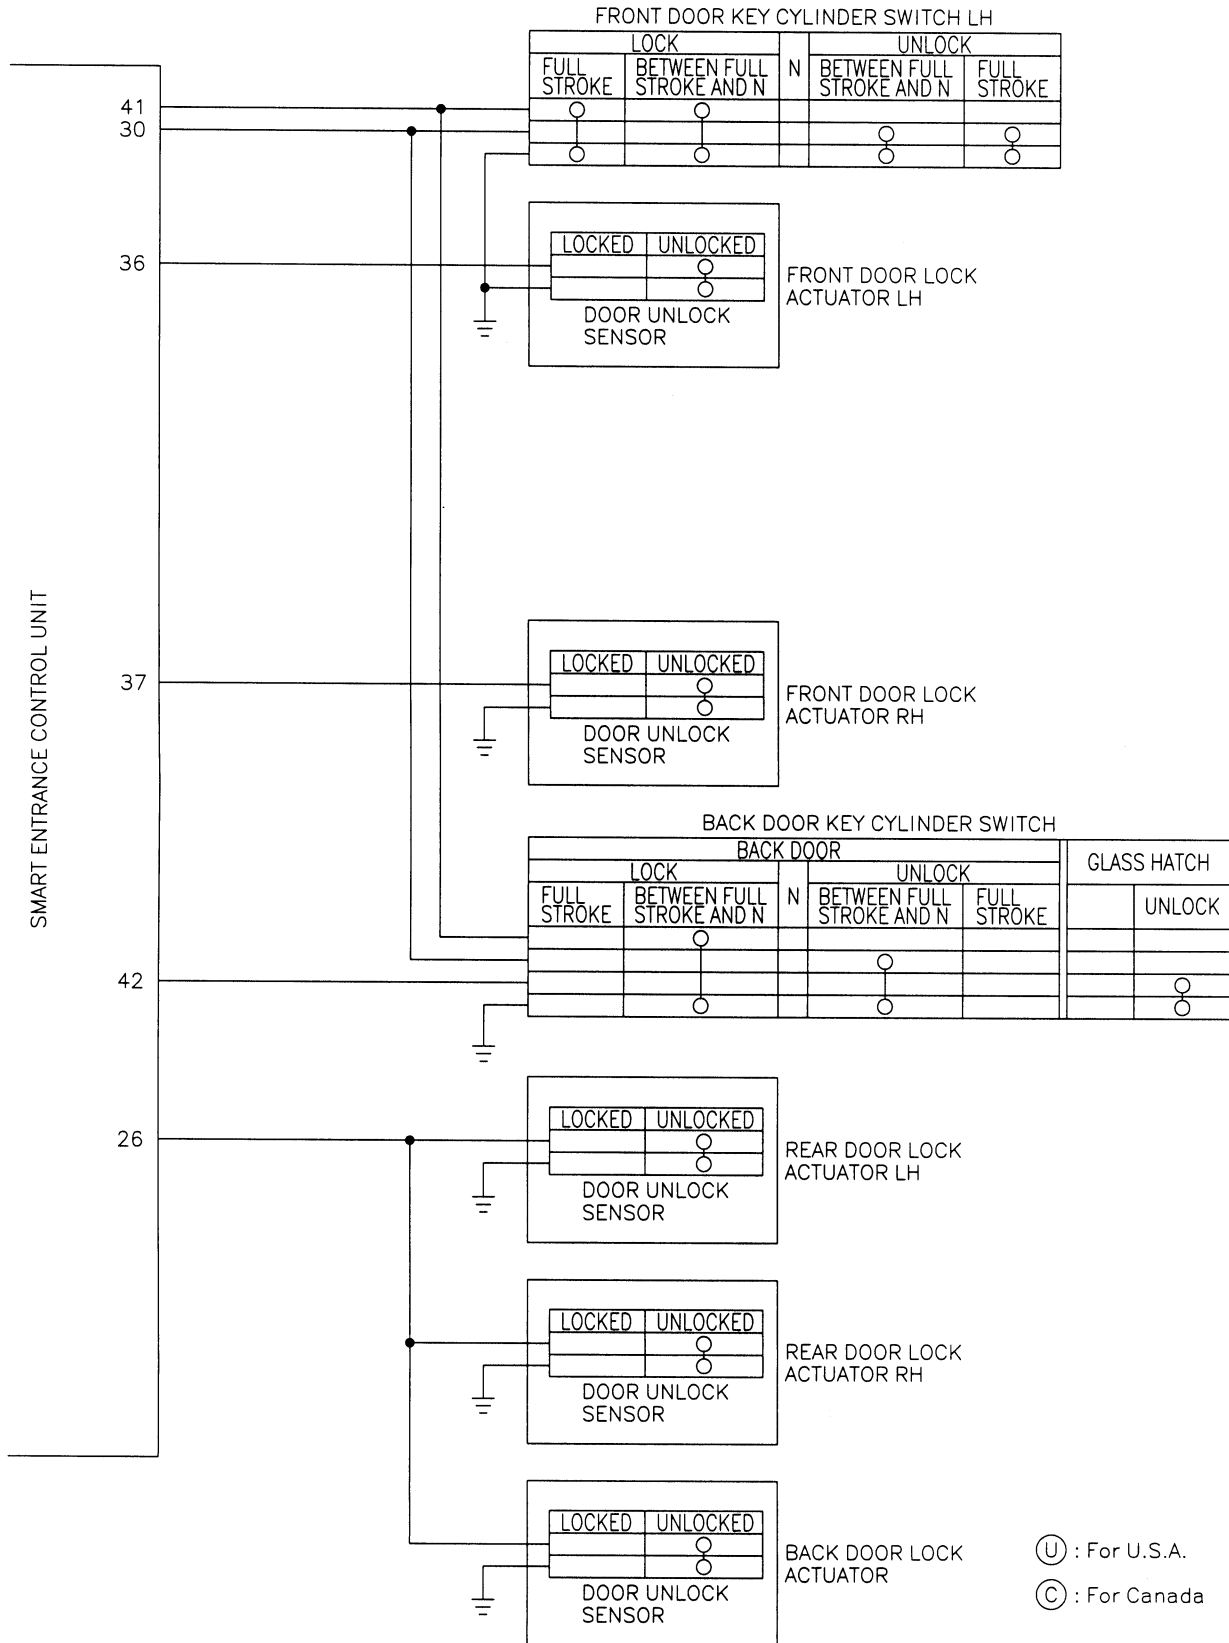 FRONT DOOR KEY CYLINDER SWITCH LH
LOCK
UNLOCK
FULL
STROKE
BETWEEN FULL
STROKE AND N
N
BETWEEN FULL
STROKE AND N
FULL
STROKE
41
30
36
LOCKED
UNLOCKED
DOOR UNLOCK
SENSOR
FRONT DOOR LOCK
ACTUATOR LH
SMART ENTRANCE CONTROL UNIT
37
LOCKED
UNLOCKED
DOOR UNLOCK
SENSOR
FRONT DOOR LOCK
ACTUATOR RH
BACK DOOR KEY CYLINDER SWITCH
BACK DOOR
GLASS HATCH
LOCK
UNLOCK
FULL
STROKE
BETWEEN FULL
STROKE AND N
N
BETWEEN FULL
STROKE AND N
FULL
STROKE
UNLOCK
42
26
LOCKED
UNLOCKED
DOOR UNLOCK
SENSOR
REAR DOOR LOCK
ACTUATOR LH
LOCKED
UNLOCKED
DOOR UNLOCK
SENSOR
REAR DOOR LOCK
ACTUATOR RH
LOCKED
UNLOCKED
DOOR UNLOCK
SENSOR
BACK DOOR LOCK
ACTUATOR
U : For U.S.A.
C : For Canada